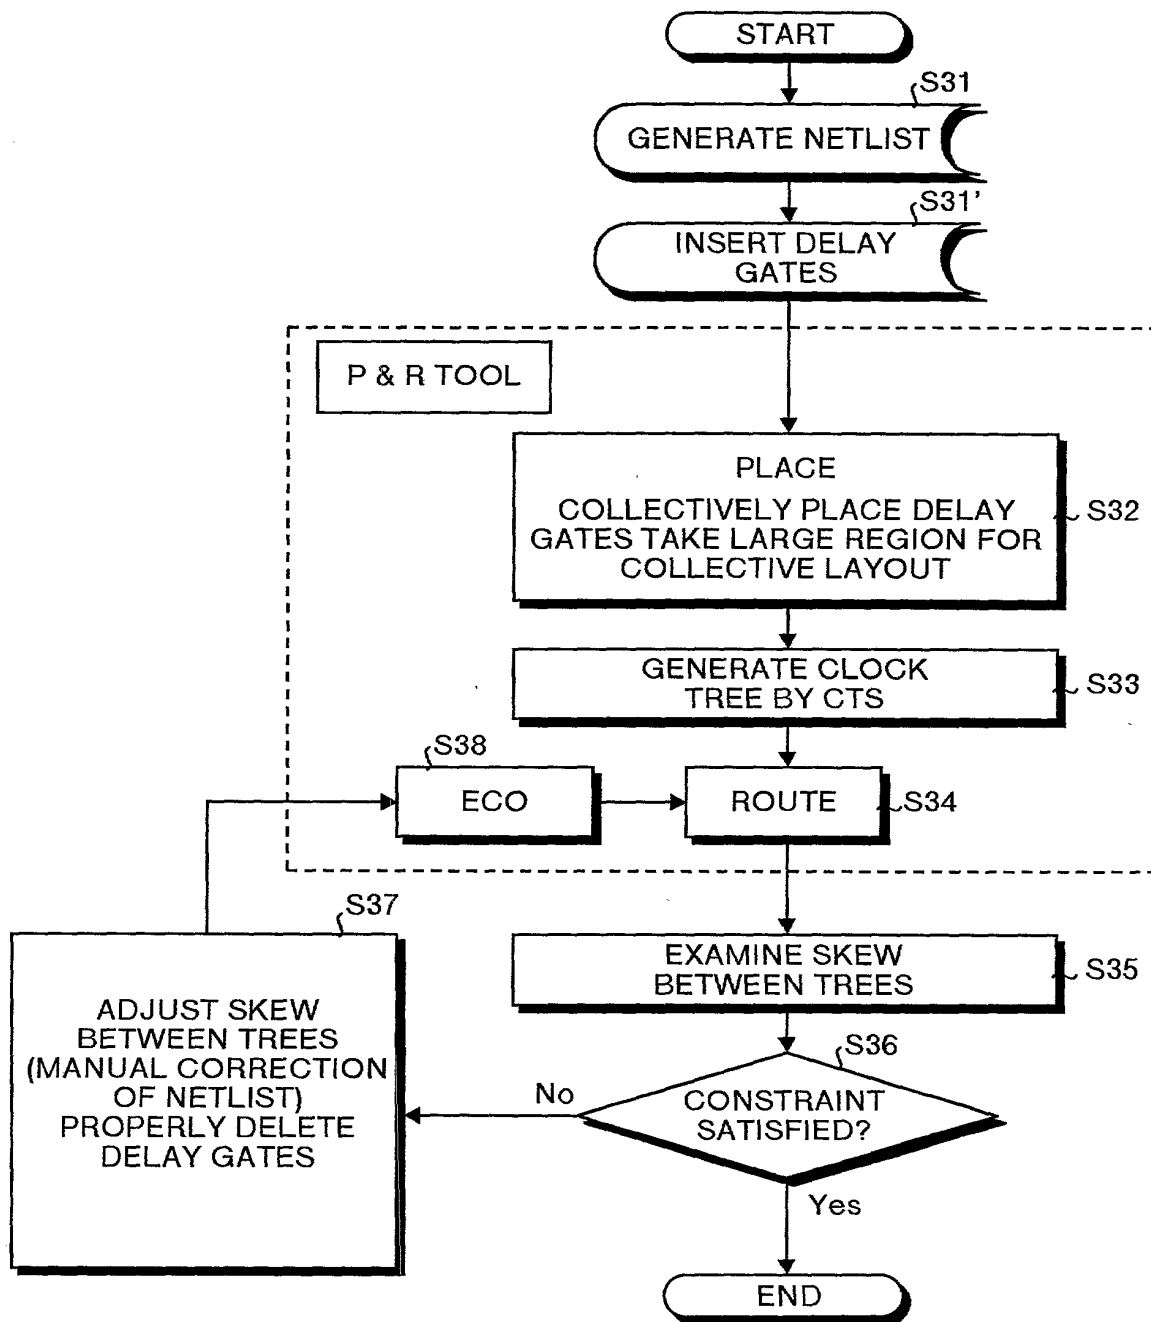 START
S31
GENERATE NETLIST
S31'
INSERT DELAY
GATES
P & R TOOL
PLACE
COLLECTIVELY PLACE DELAY
GATES TAKE LARGE REGION FOR
COLLECTIVE LAYOUT
S32
GENERATE CLOCK
TREE BY CTS
S33
S38
ECO
ROUTE
S34
S37
ADJUST SKEW
BETWEEN TREES
(MANUAL CORRECTION
OF NETLIST)
PROPERLY DELETE
DELAY GATES
EXAMINE SKEW
BETWEEN TREES
S35
S36
No
CONSTRAINT
SATISFIED?
Yes
END